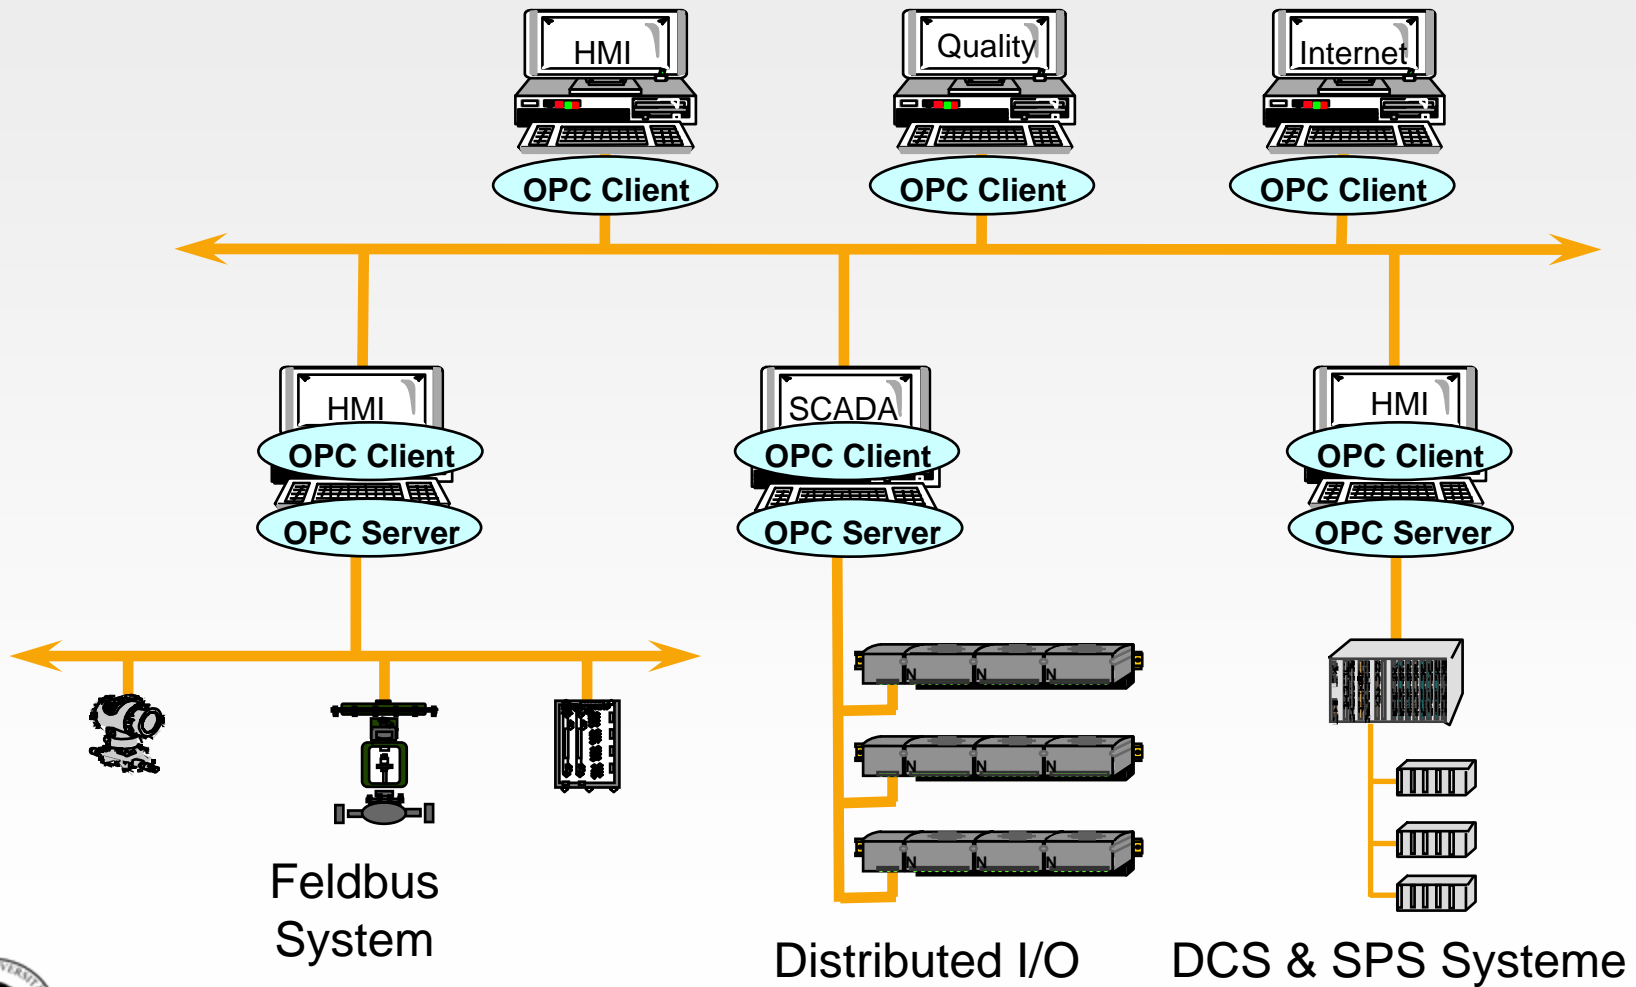 HMI
Quality
Internet
OPC Client
OPC Client
OPC Client
HMI
SCADA
HMI
OPC Client
OPC Client
OPC Client
OPC Server
OPC Server
OPC Server
N
N
N
N
N
N
N
N
N
Feldbus
System
Distributed I/O
DCS & SPS Systeme